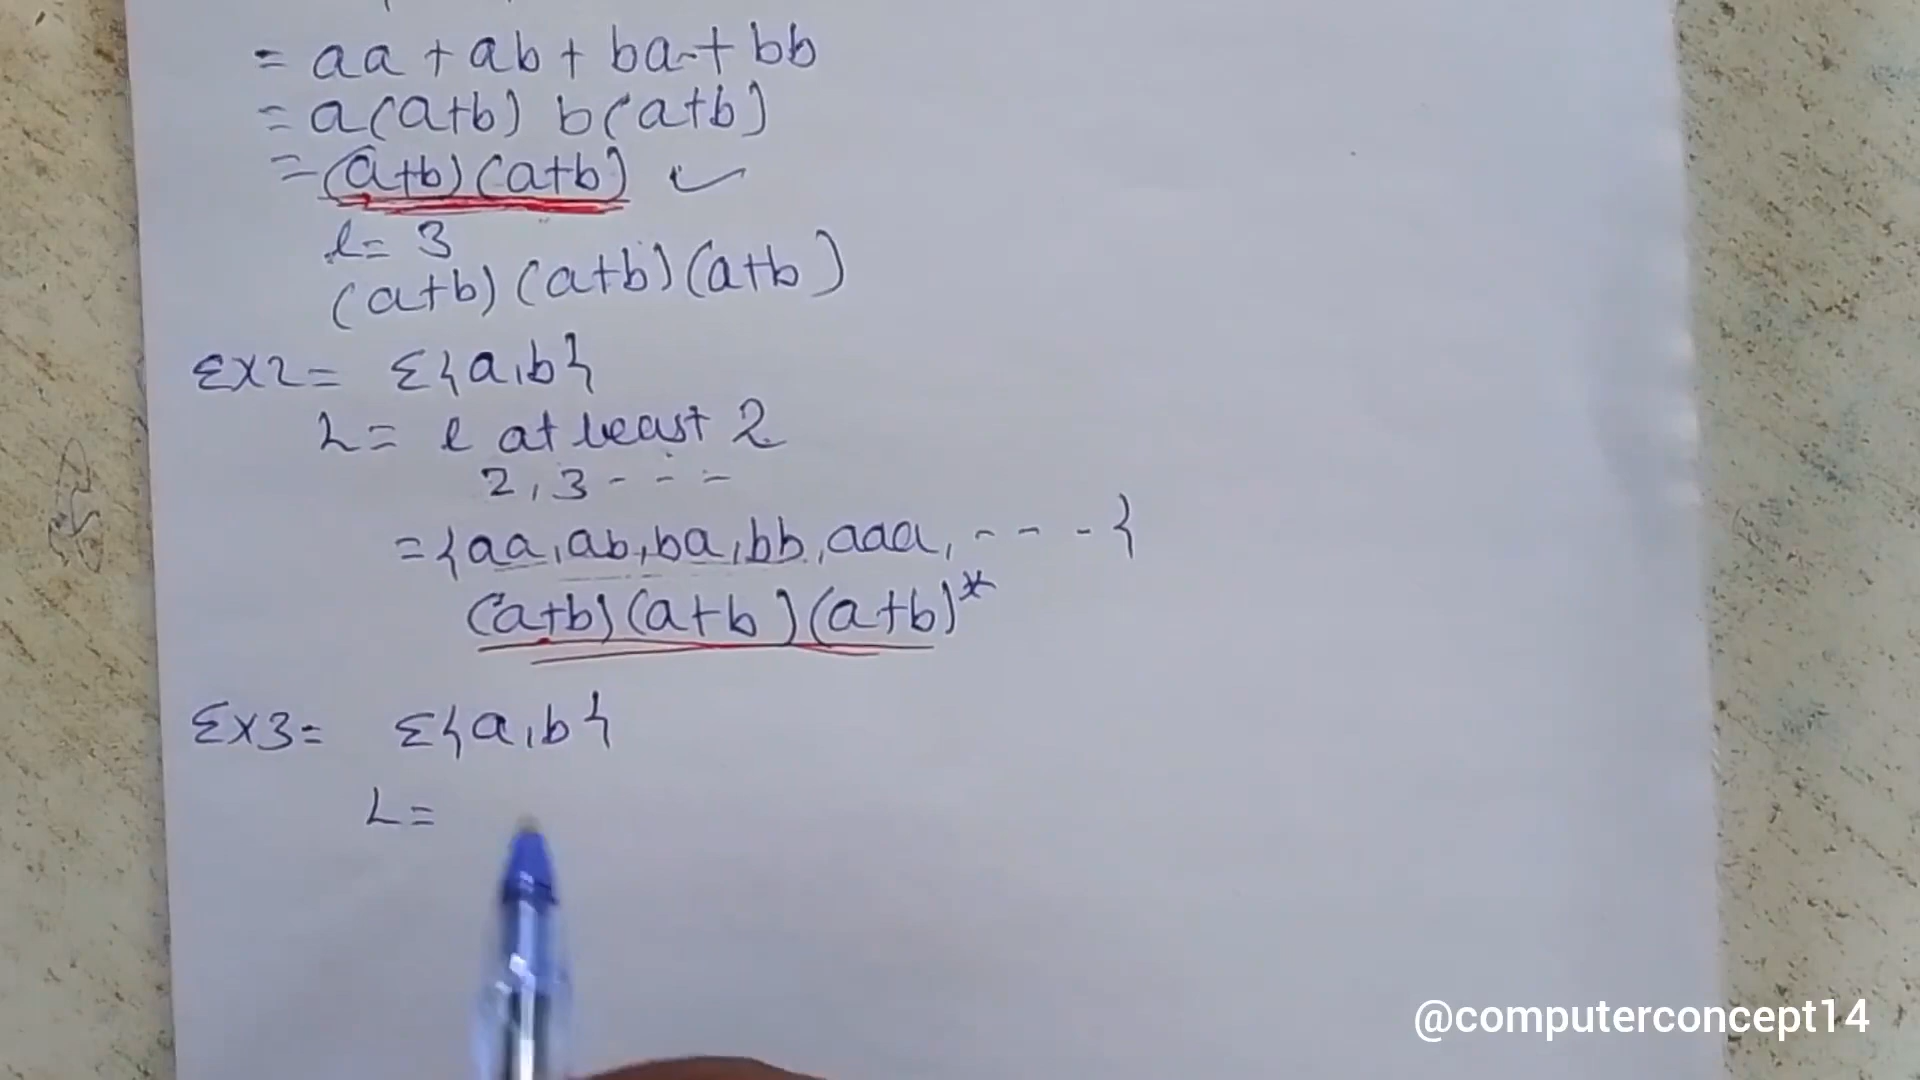 = aa + ab + ba + bb
= a(a+b) b(a+b)
= (a+b)(a+b) ✓
l= 3
(a+b)(a+b)(a+b)
Ex2= Σ{a,b}
L= l at least 2
2,3 - - -
={aa,ab,ba,bb,aaa,- - - -}
(a+b)(a+b)(a+b)*
Ex3= Σ{a,b}
L=
@computerconcept14